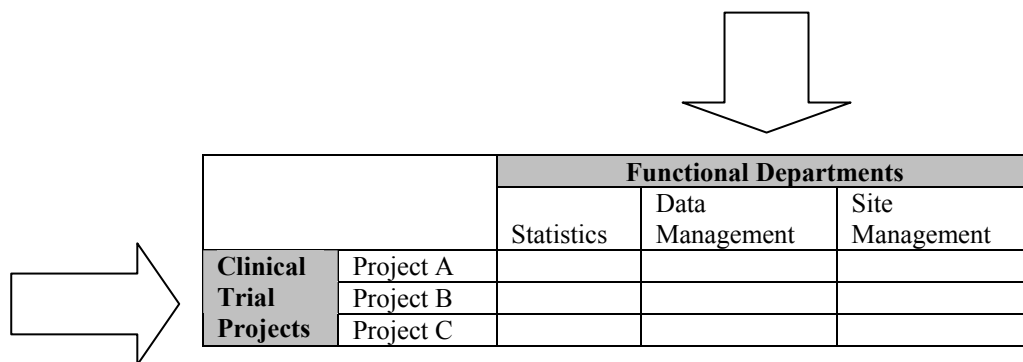 Functional Departments
Data Site
Statistics Management Management
Clinical Project A
Trial Project B
Projects Project C